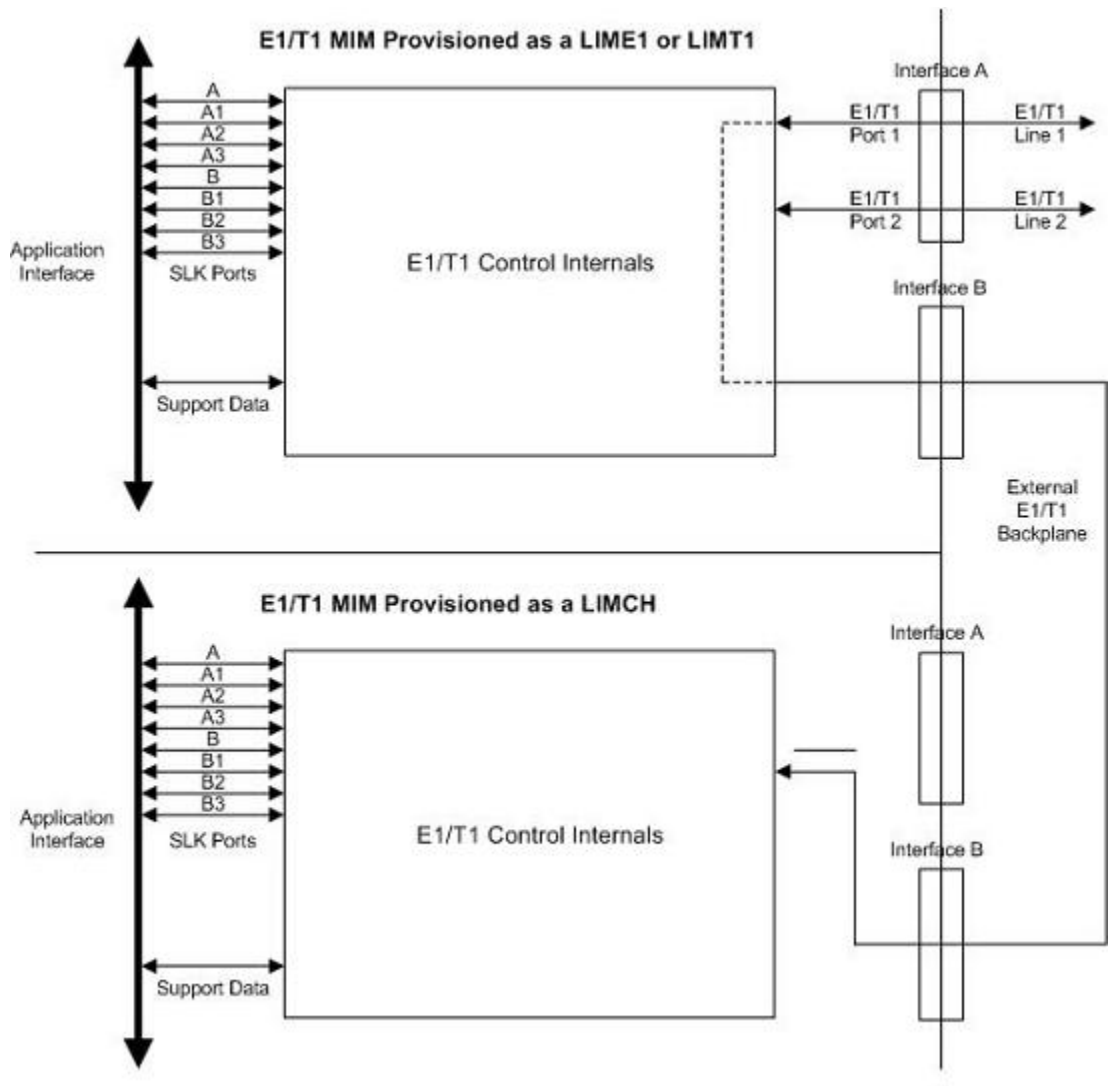 E1/T1 MIM Provisioned as a LIME1 or LIMT1
Interface A
A
A1
A2
A3
B
B1
B2
B3
SLK Ports
Application
Interface
Support Data
E1/T1 Control Internals
E1/T1
Port 1
E1/T1
Line 1
E1/T1
Port 2
E1/T1
Line 2
Interface B
External
E1/T1
Backplane
E1/T1 MIM Provisioned as a LIMCH
Interface A
A
A1
A2
A3
B
B1
B2
B3
SLK Ports
Application
Interface
Support Data
E1/T1 Control Internals
Interface B